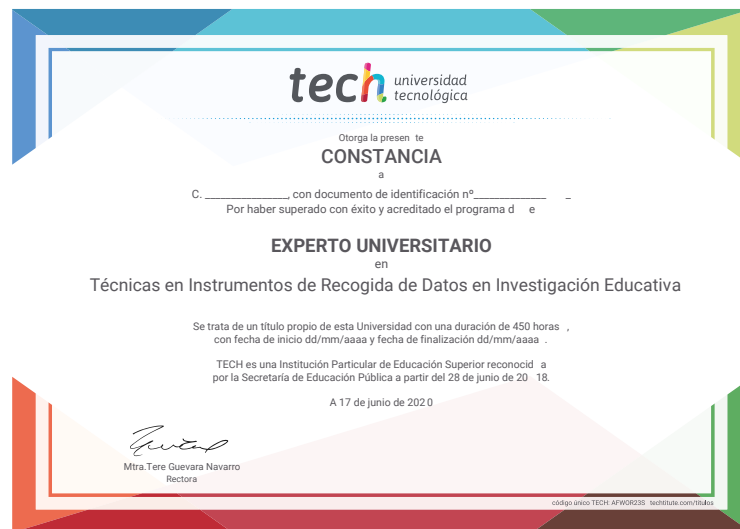 tech universidad
tecnológica
Otorga la presen te
CONSTANCIA
a
C. ________________, con documento de identificación nº______________ _
Por haber superado con éxito y acreditado el programa d e
EXPERTO UNIVERSITARIO
en
Técnicas en Instrumentos de Recogida de Datos en Investigación Educativa
Se trata de un título propio de esta Universidad con una duración de 450 horas ,
con fecha de inicio dd/mm/aaaa y fecha de finalización dd/mm/aaaa .
TECH es una Institución Particular de Educación Superior reconocid a
por la Secretaría de Educación Pública a partir del 28 de junio de 20 18.
A 17 de junio de 2020
Mtra.Tere Guevara Navarro
Rectora
código único TECH: AFWOR23S techtitute.com/titulos